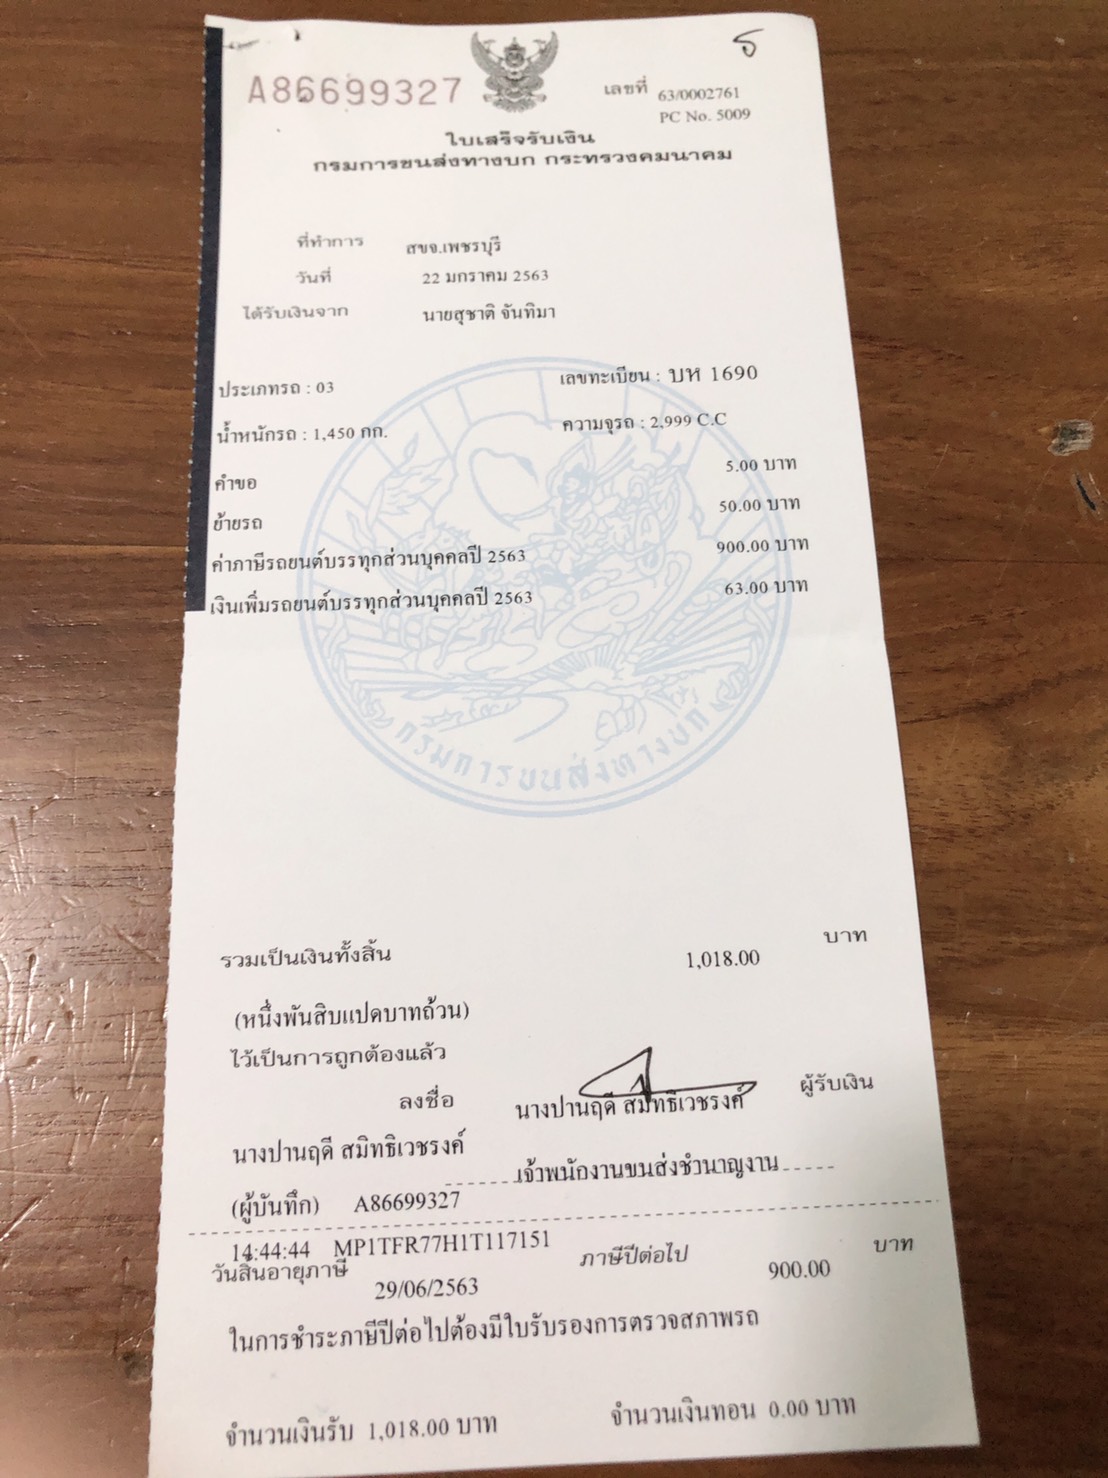 A86699327
เลขที่ 63/0002761
PC No. 5009
ใบเสร็จรับเงิน
กรมการขนส่งทางบก กระทรวงคมนาคม
ที่ทำการ สขจ.เพชรบุรี
วันที่ 22 มกราคม 2563
ได้รับเงินจาก นายสุชาติ จันทิมา
ประเภทรถ : 03 เลขทะเบียน : บห 1690
น้ำหนักรถ : 1,450 กก. ความจุรถ : 2,999 C.C
คำขอ 5.00 บาท
ย้ายรถ 50.00 บาท
ค่าภาษีรถยนต์บรรทุกส่วนบุคคลปี 2563 900.00 บาท
เงินเพิ่มรถยนต์บรรทุกส่วนบุคคลปี 2563 63.00 บาท
กรมการขนส่งทางบก
รวมเป็นเงินทั้งสิ้น 1,018.00 บาท
(หนึ่งพันสิบแปดบาทถ้วน)
ไว้เป็นการถูกต้องแล้ว
ลงชื่อ นางปานฤดี สมิทธิเวชรงค์ ผู้รับเงิน
นางปานฤดี สมิทธิเวชรงค์
เจ้าพนักงานขนส่งชำนาญงาน
(ผู้บันทึก) A86699327
14:44:44 MP1TFR77H1T117151
วันสิ้นอายุภาษี 29/06/2563 ภาษีปีต่อไป 900.00 บาท
ในการชำระภาษีปีต่อไปต้องมีใบรับรองการตรวจสภาพรถ
จำนวนเงินรับ 1,018.00 บาท จำนวนเงินทอน 0.00 บาท